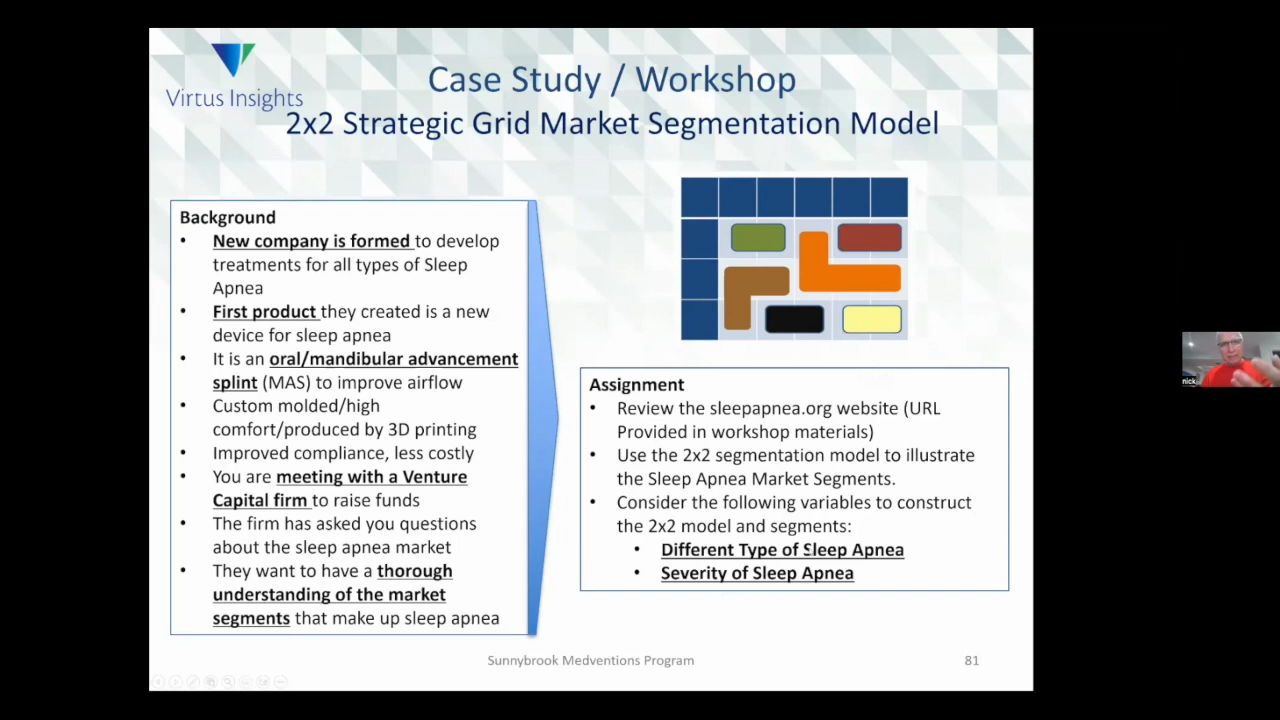 Virtus Insights
Case Study / Workshop
2x2 Strategic Grid Market Segmentation Model
Background
• New company is formed to develop
treatments for all types of Sleep
Apnea
• First product they created is a new
device for sleep apnea
• It is an oral/mandibular advancement
splint (MAS) to improve airflow
• Custom molded/high
comfort/produced by 3D printing
• Improved compliance, less costly
• You are meeting with a Venture
Capital firm to raise funds
• The firm has asked you questions
about the sleep apnea market
• They want to have a thorough
understanding of the market
segments that make up sleep apnea
Assignment
• Review the sleepapnea.org website (URL
Provided in workshop materials)
• Use the 2x2 segmentation model to illustrate
the Sleep Apnea Market Segments.
• Consider the following variables to construct
the 2x2 model and segments:
• Different Type of Sleep Apnea
• Severity of Sleep Apnea
Sunnybrook Medventions Program
81
nick